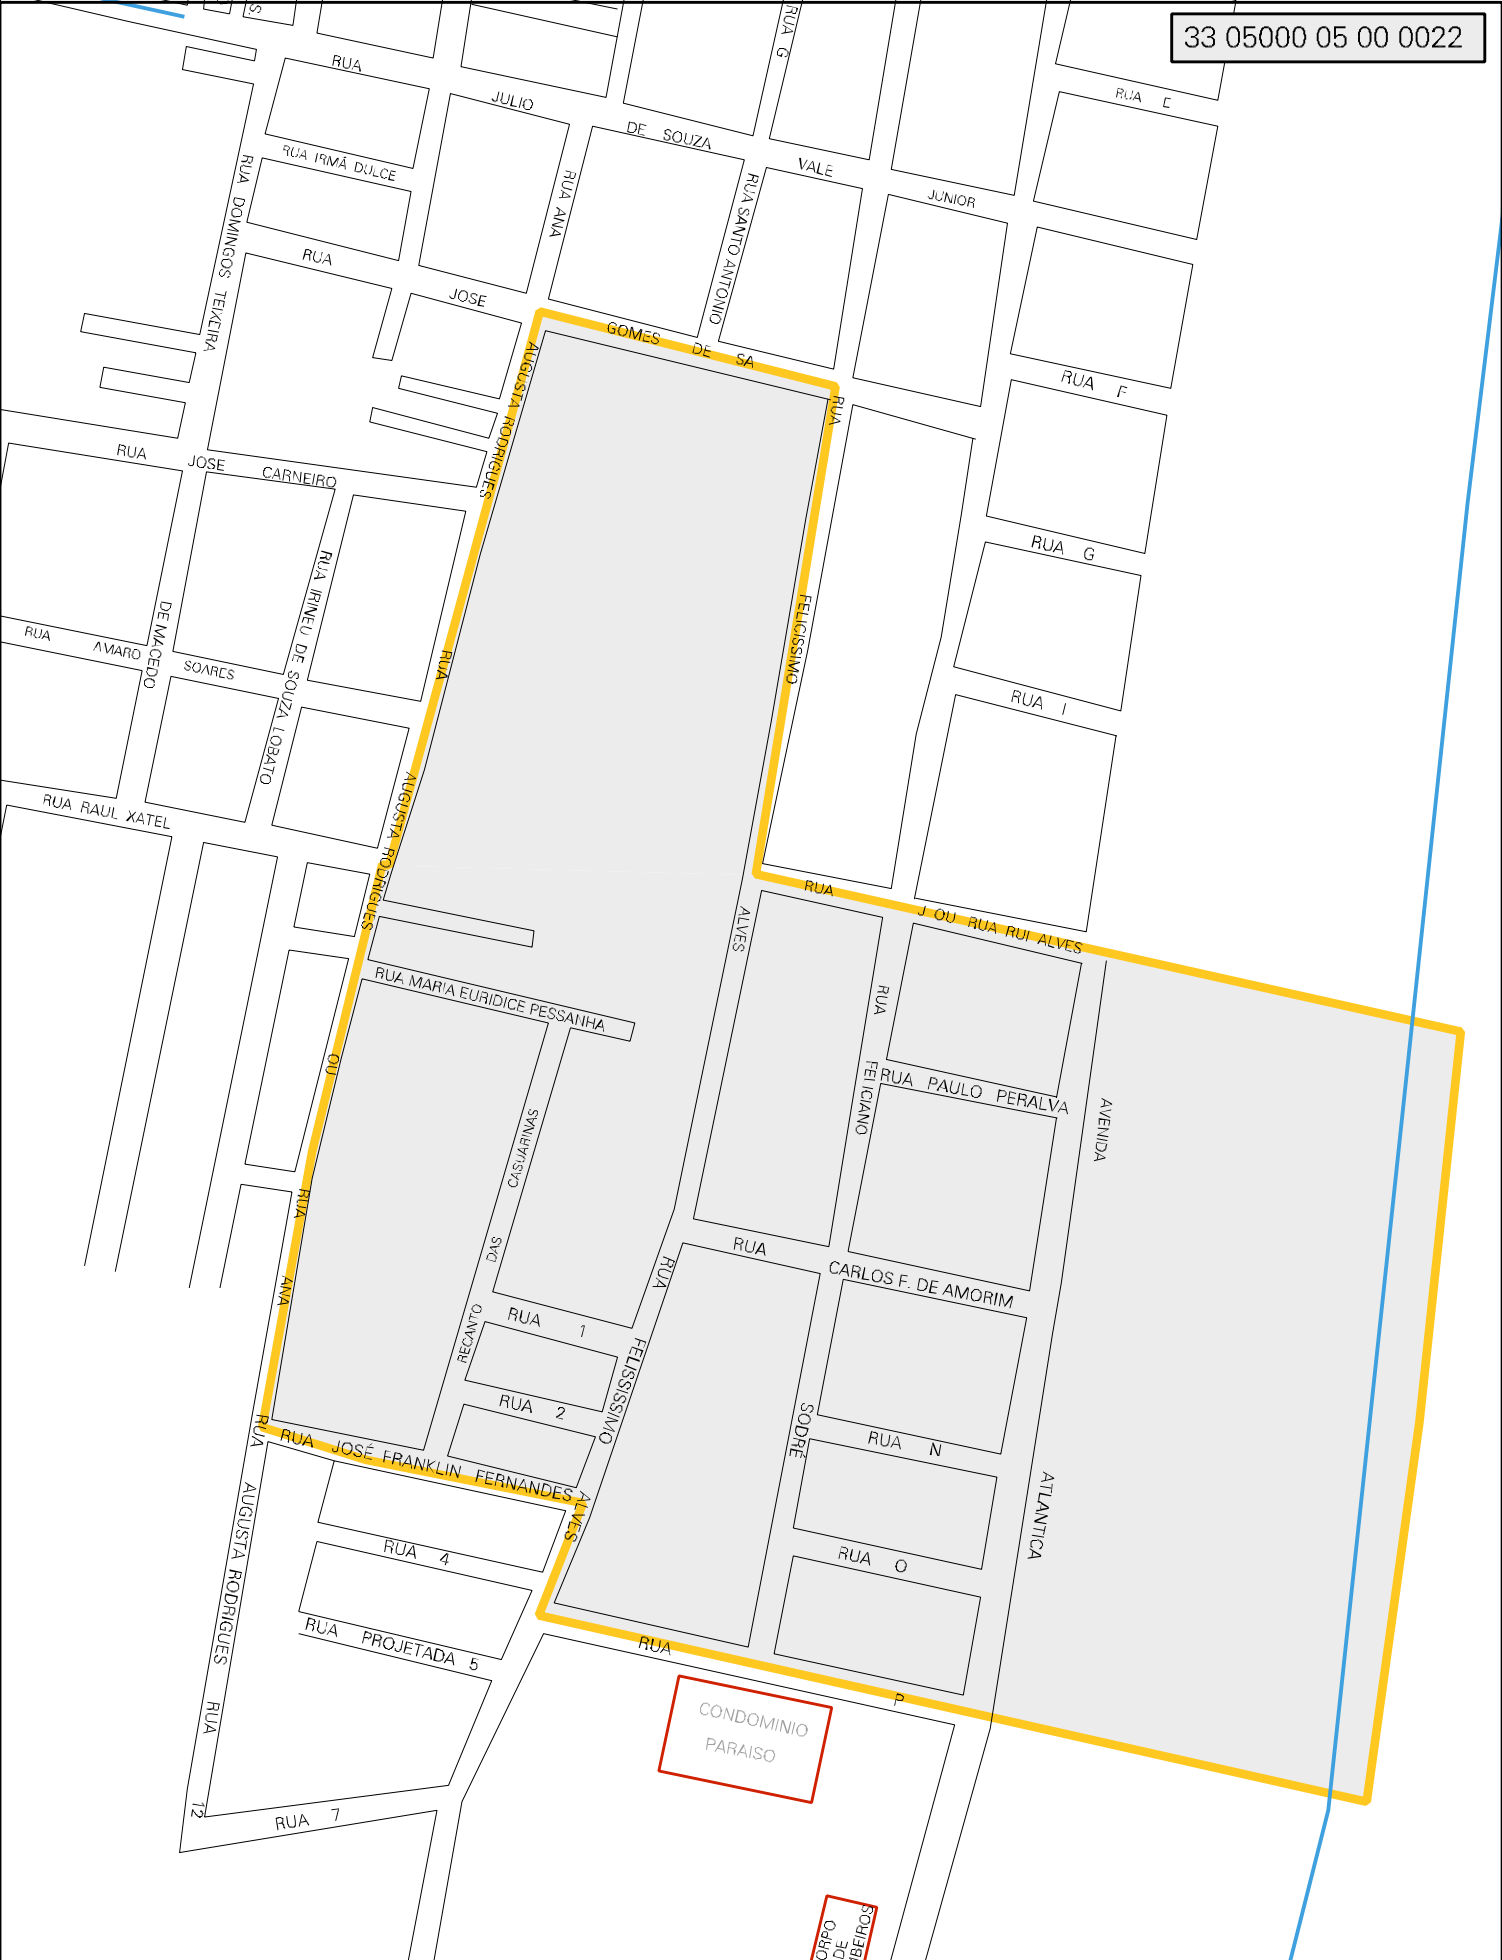 33 05000 05 00 0022
S.
RUA G
RUA
JULIO
DE SOUZA
VALE
JUNIOR
RUA E
RUA IRMÃ DULCE
RUA DOMINGOS TEIXEIRA
RUA ANA
RUA SANTO ANTONIO
RUA
JOSE
GOMES DE SA
AUGUSTA RODRIGUES
RUA
RUA F
RUA JOSE CARNEIRO
RUA G
RUA IRINEU DE SOUZA LOBATO
DE MACEDO
FELICISSIMO
RUA AMARO SOARES
RUA
RUA I
RUA RAUL XATEL
AUGUSTA RODRIGUES
RUA
J OU RUA RUI ALVES
ALVES
RUA MARIA EURIDICE PESSANHA
RUA
FELICIANO
RUA PAULO PERALVA
AVENIDA
OU
CASUARINAS
DAS
RECANTO
RUA
ANA
RUA
CARLOS F. DE AMORIM
RUA
FELISSISSIMO
ALVES
RUA 1
RUA 2
SODRÉ
RUA N
RUA
RUA JOSÉ FRANKLIN FERNANDES
ATLANTICA
AUGUSTA RODRIGUES
RUA 4
RUA O
RUA PROJETADA 5
RUA
P
RUA
12
CONDOMINIO
PARAISO
RUA 7
ORPO
DE
MBEIROS